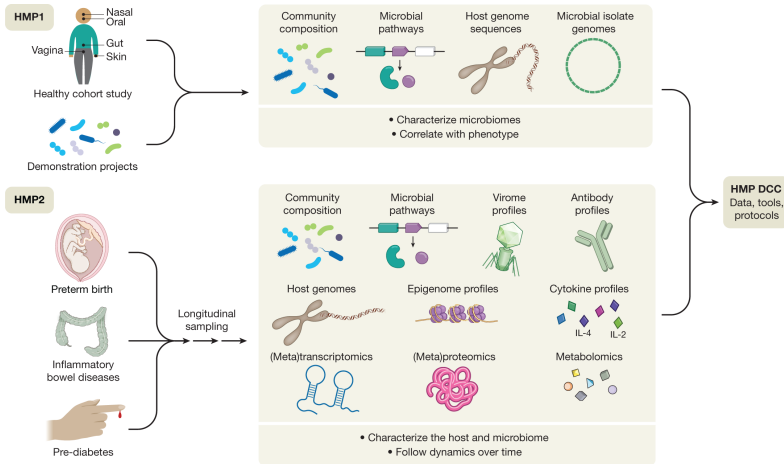 HMP1
Nasal
Oral
Gut
Vagina
Skin
Healthy cohort study
Demonstration projects
Community
composition
Microbial
pathways
Host genome
sequences
Microbial isolate
genomes
• Characterize microbiomes
• Correlate with phenotype
HMP DCC
Data, tools,
protocols
HMP2
Preterm birth
Inflammatory
bowel diseases
Pre-diabetes
Longitudinal
sampling
Community
composition
Microbial
pathways
Virome
profiles
Antibody
profiles
Host genomes
Epigenome profiles
Cytokine profiles
IL-4
IL-2
(Meta)transcriptomics
(Meta)proteomics
Metabolomics
• Characterize the host and microbiome
• Follow dynamics over time